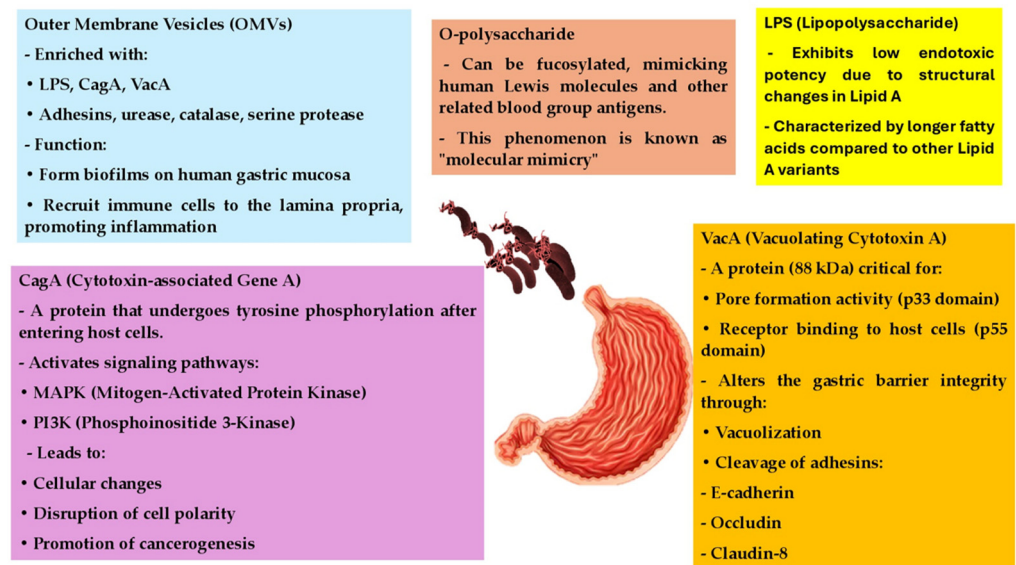 Outer Membrane Vesicles (OMVs)
- Enriched with:
• LPS, CagA, VacA
• Adhesins, urease, catalase, serine protease
- Function:
• Form biofilms on human gastric mucosa
• Recruit immune cells to the lamina propria,
promoting inflammation
O-polysaccharide
- Can be fucosylated, mimicking
human Lewis molecules and other
related blood group antigens.
- This phenomenon is known as
"molecular mimicry"
LPS (Lipopolysaccharide)
- Exhibits low endotoxic
potency due to structural
changes in Lipid A
- Characterized by longer fatty
acids compared to other Lipid
A variants
CagA (Cytotoxin-associated Gene A)
- A protein that undergoes tyrosine phosphorylation after
entering host cells.
- Activates signaling pathways:
• MAPK (Mitogen-Activated Protein Kinase)
• PI3K (Phosphoinositide 3-Kinase)
- Leads to:
• Cellular changes
• Disruption of cell polarity
• Promotion of cancerogenesis
VacA (Vacuolating Cytotoxin A)
- A protein (88 kDa) critical for:
• Pore formation activity (p33 domain)
• Receptor binding to host cells (p55
domain)
- Alters the gastric barrier integrity
through:
• Vacuolization
• Cleavage of adhesins:
- E-cadherin
- Occludin
- Claudin-8